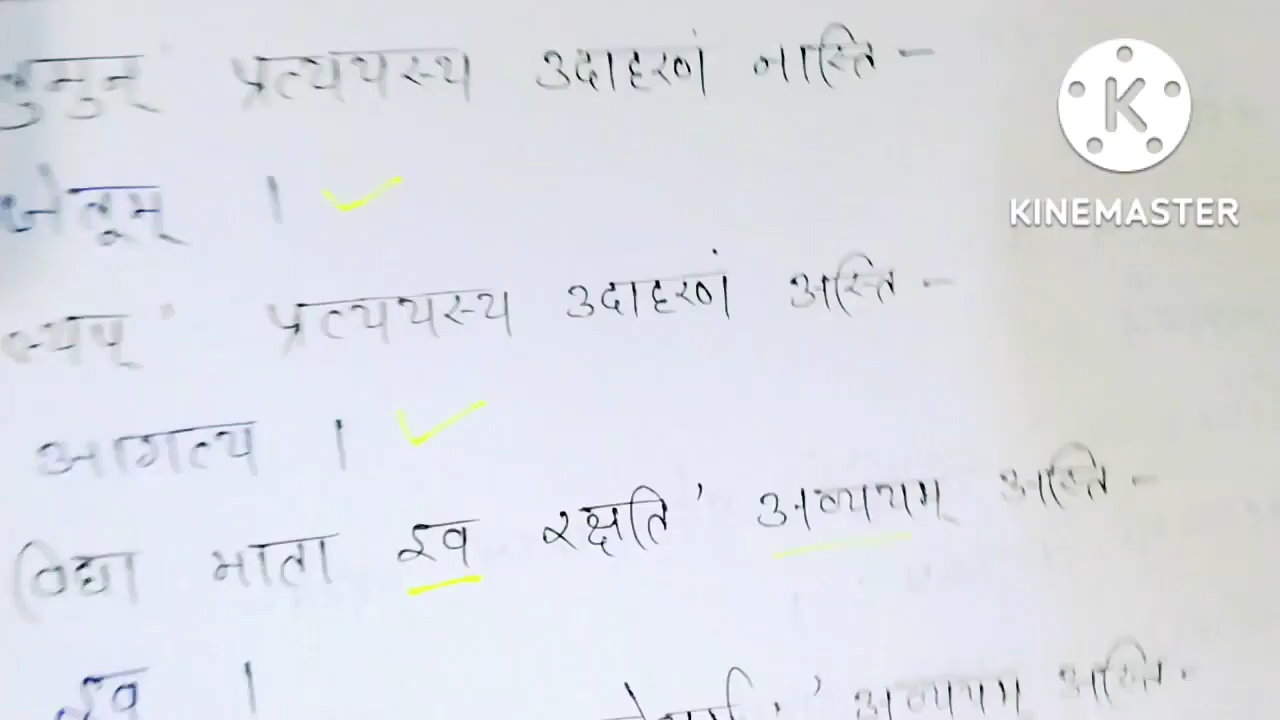 तुमुन् प्रत्ययस्य उदाहरणं नास्ति -
KINEMASTER
।
ल्यप् ' प्रत्ययस्य उदाहरणं अस्ति -
आगत्य ।
विद्या माता इव रक्षति ' अव्ययम् अस्ति -
इव ।
' अव्ययम् अस्ति -